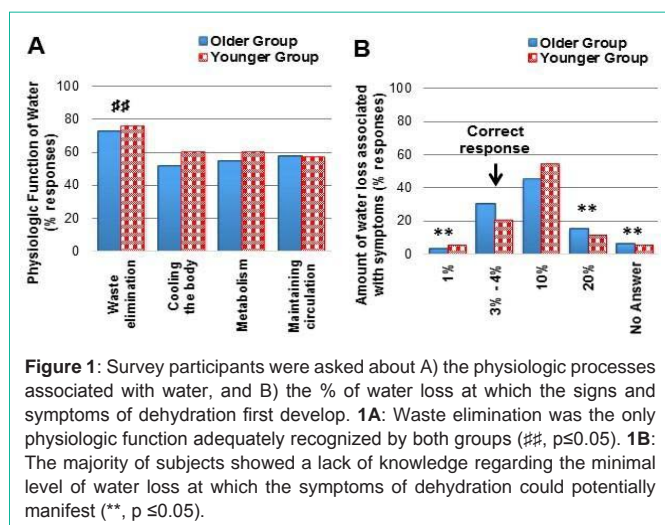 A
Older Group
Younger Group
Physiologic Function of Water
(% responses)
100
80
60
40
20
0
♯♯
Waste
elimination
Cooling
the body
Metabolism
Maintaining
circulation
B
Older Group
Younger Group
Amount of water loss associated
with symptoms (% responses)
100
80
60
40
20
0
Correct
response
**
**
**
1%
3% - 4%
10%
20%
No Answer
Figure 1: Survey participants were asked about A) the physiologic processes
associated with water, and B) the % of water loss at which the signs and
symptoms of dehydration first develop. 1A: Waste elimination was the only
physiologic function adequately recognized by both groups (♯♯, p≤0.05). 1B:
The majority of subjects showed a lack of knowledge regarding the minimal
level of water loss at which the symptoms of dehydration could potentially
manifest (**, p ≤0.05).